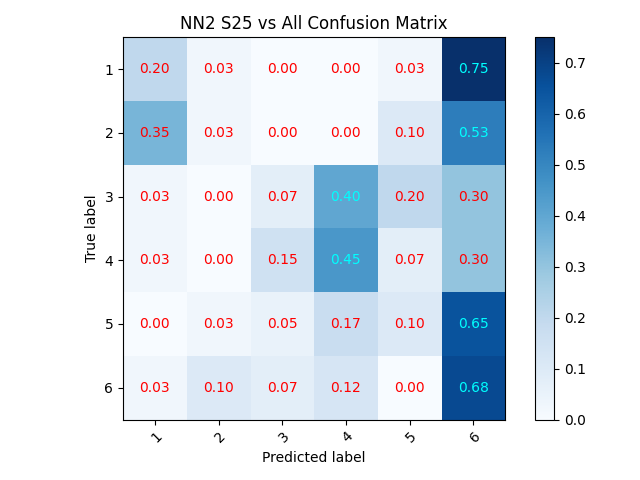 NN2 S25 vs All Confusion Matrix
True label
1 0.20 0.03 0.00 0.00 0.03 0.75
2 0.35 0.03 0.00 0.00 0.10 0.53
3 0.03 0.00 0.07 0.40 0.20 0.30
4 0.03 0.00 0.15 0.45 0.07 0.30
5 0.00 0.03 0.05 0.17 0.10 0.65
6 0.03 0.10 0.07 0.12 0.00 0.68
1 2 3 4 5 6
Predicted label
0.7
0.6
0.5
0.4
0.3
0.2
0.1
0.0